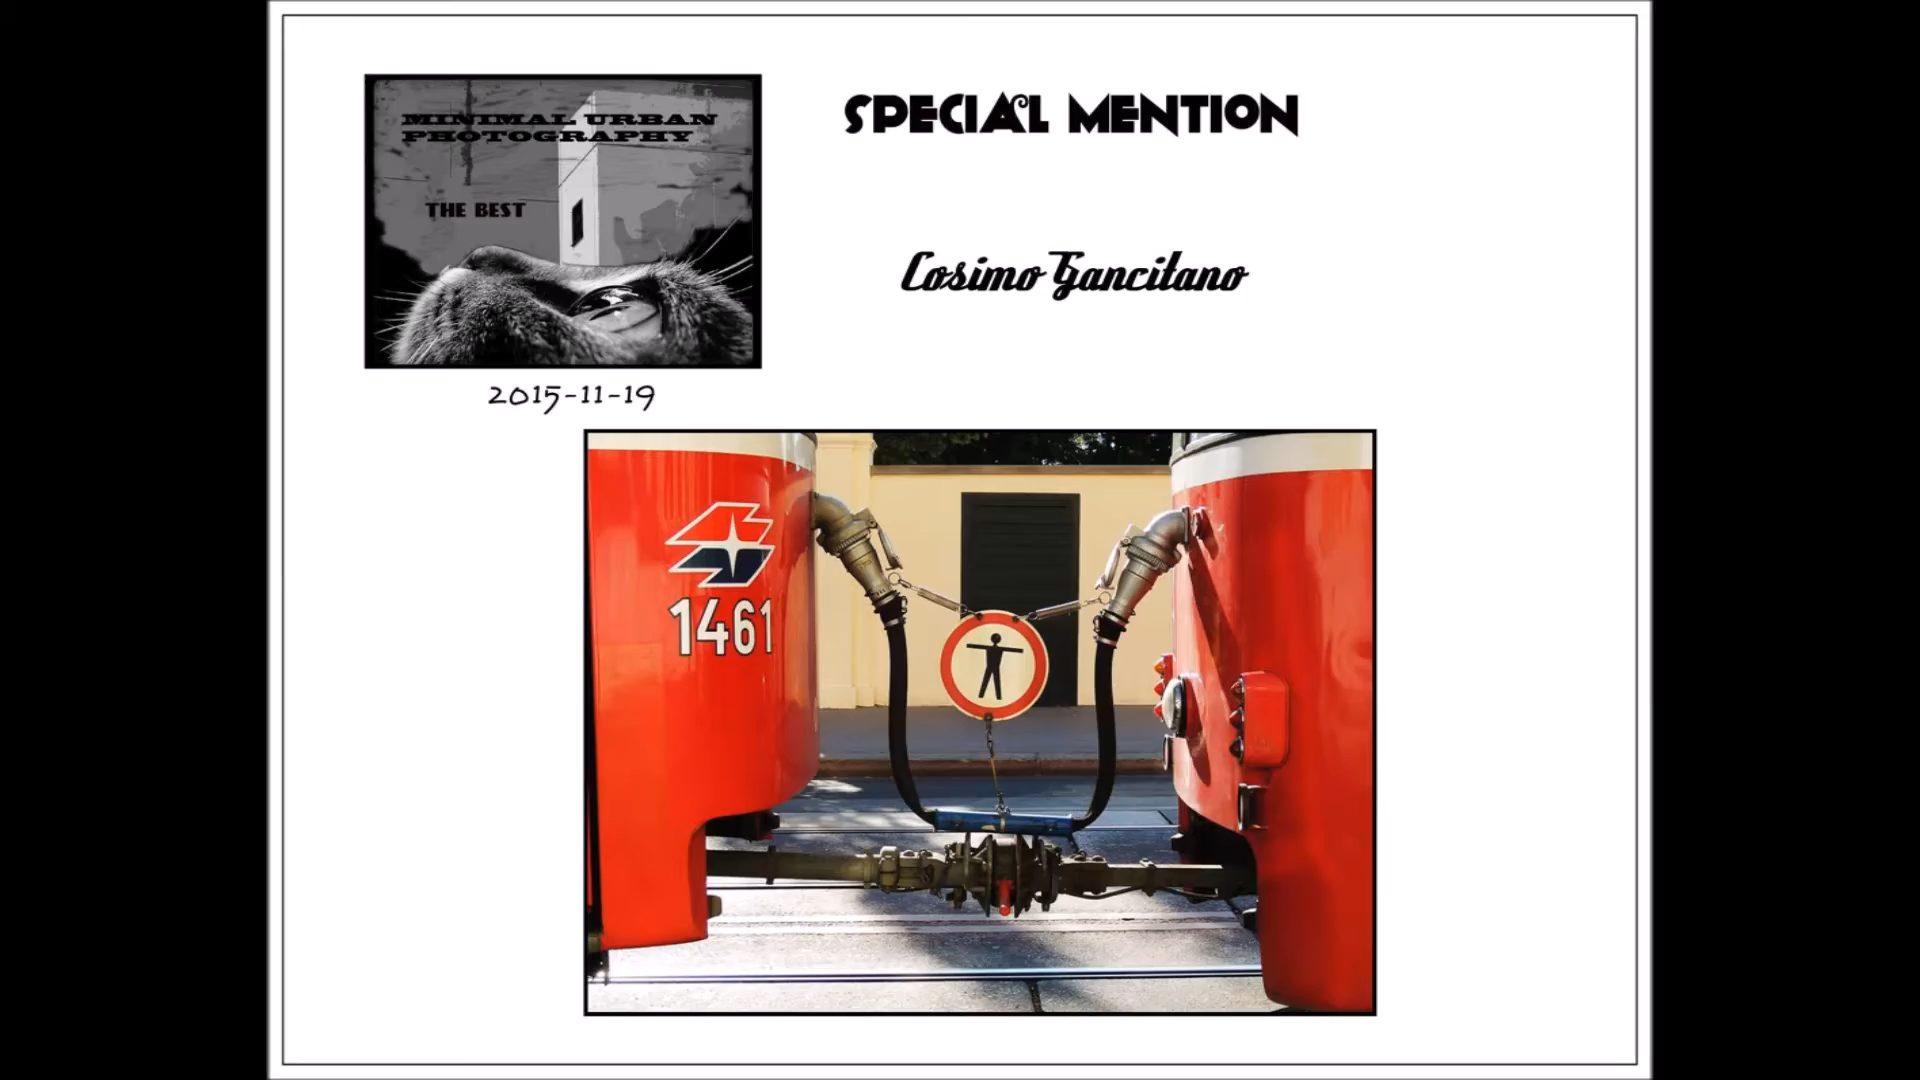 MINIMAL URBAN
PHOTOGRAPHY
THE BEST
2015-11-19
SPECIAL MENTION
Cosimo Gancitano
1461